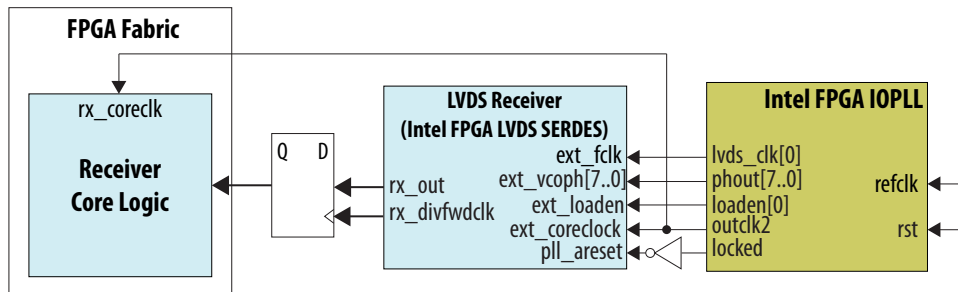 FPGA Fabric
rx_coreclk
Receiver
Core Logic
Q D
LVDS Receiver
(Intel FPGA LVDS SERDES)
ext_fclk
ext_vcoph[7..0]
rx_out
ext_loaden
rx_divfwdclk
ext_coreclock
pll_areset
Intel FPGA IOPLL
lvds_clk[0]
phout[7..0]
refclk
loaden[0]
outclk2
rst
locked